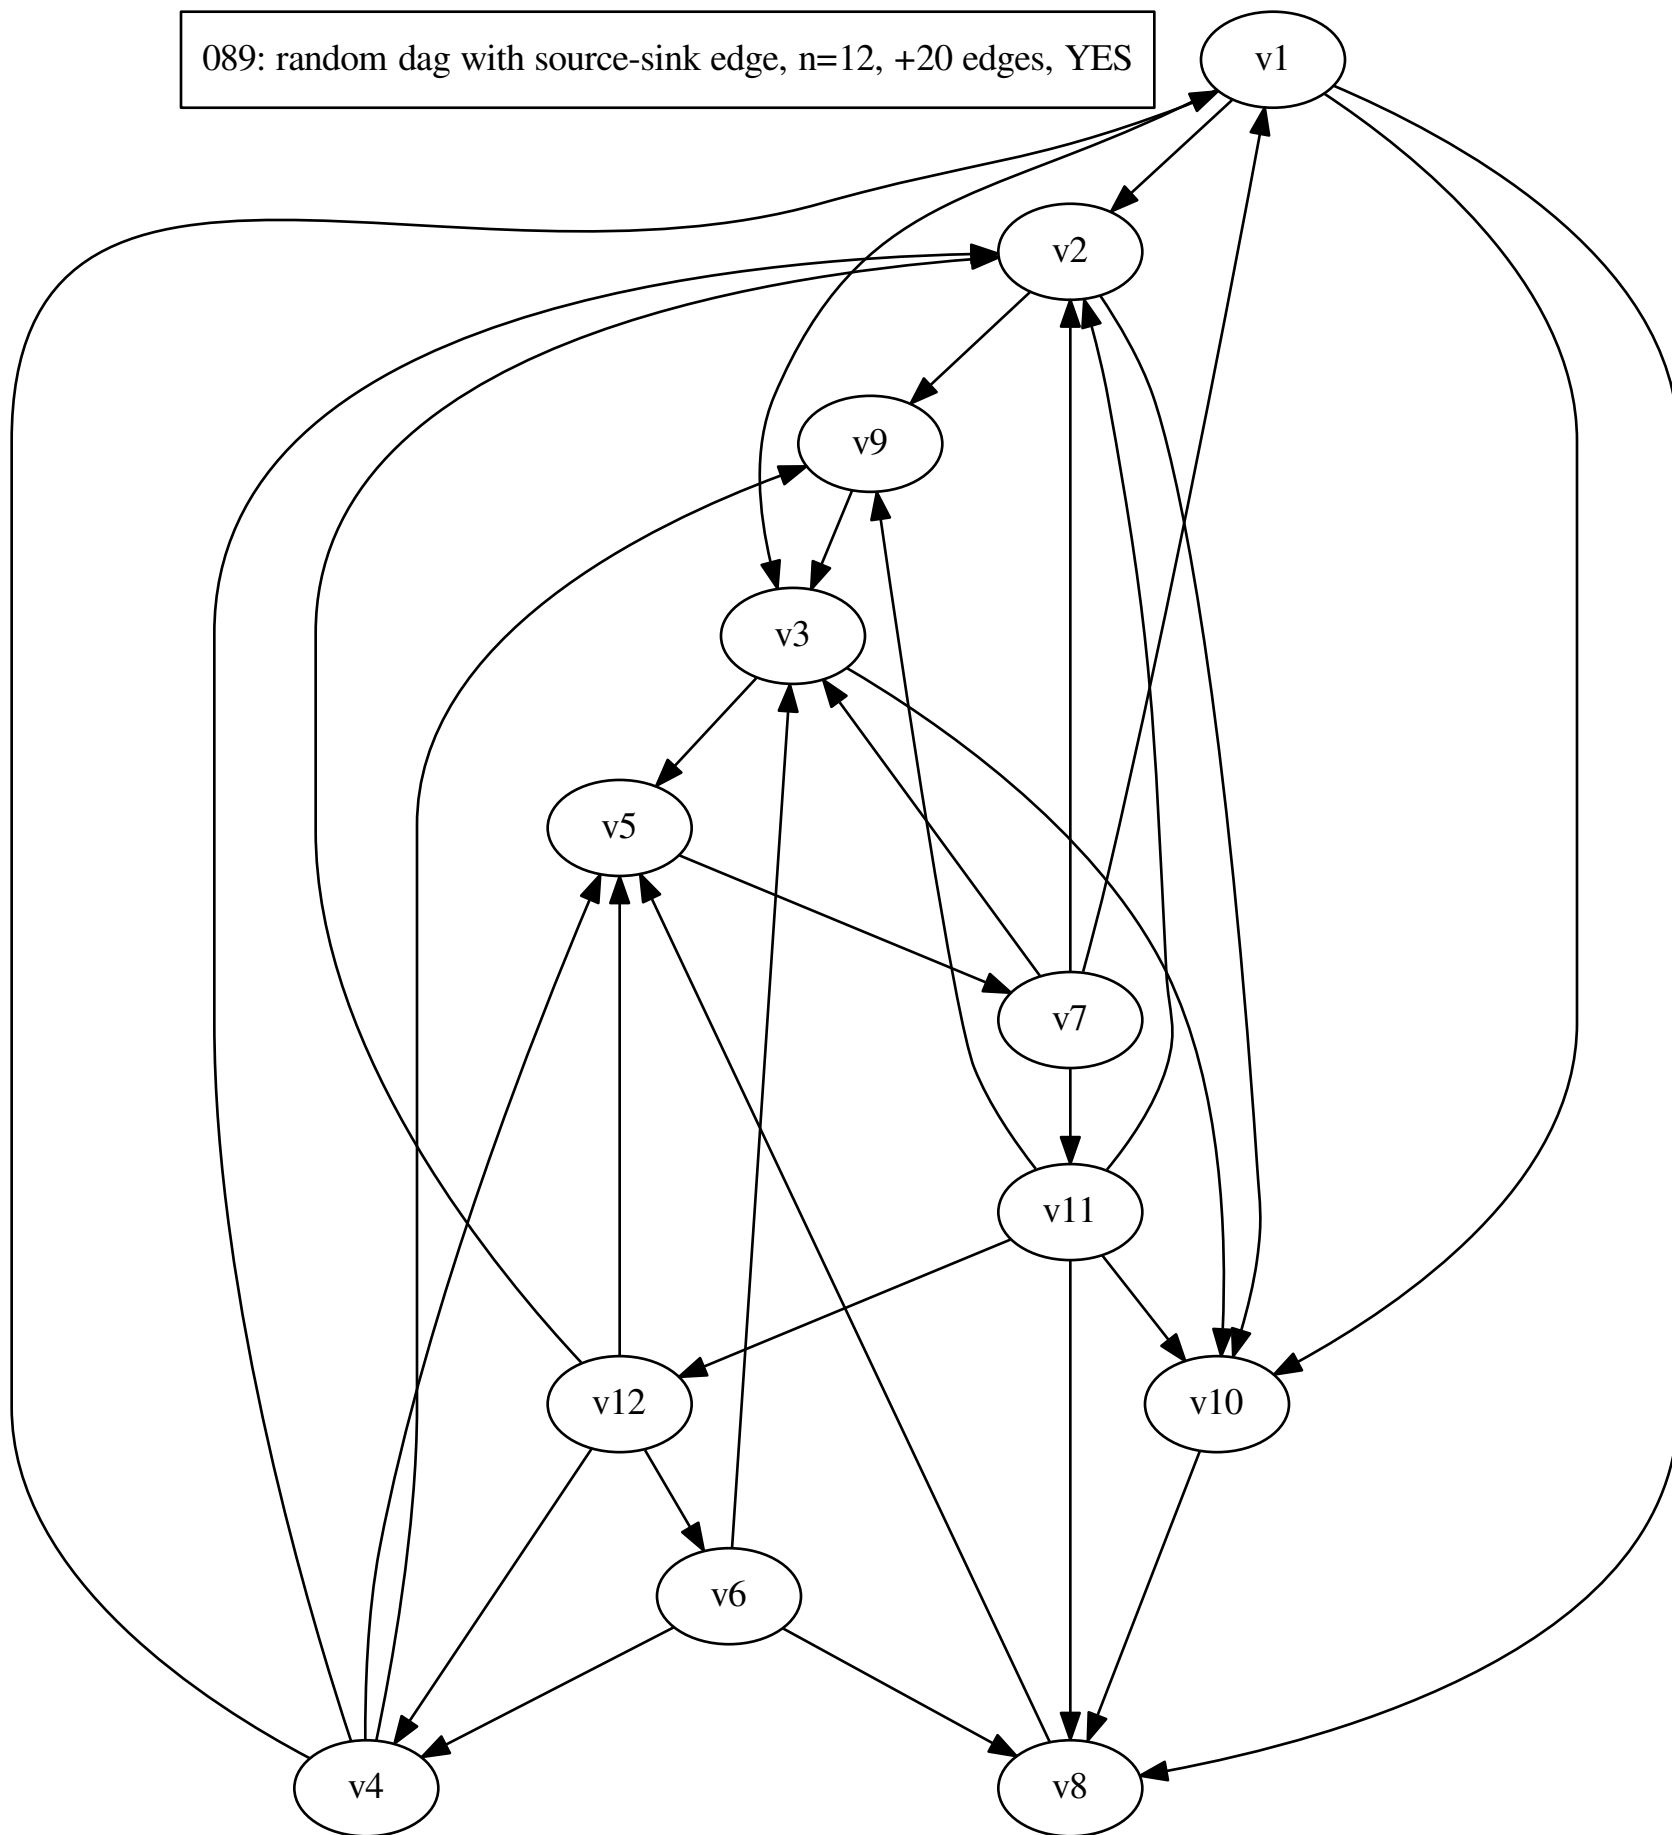 089: random dag with source-sink edge, n=12, +20 edges, YES
v1
v2
v9
v3
v5
v7
v11
v12
v10
v6
v4
v8